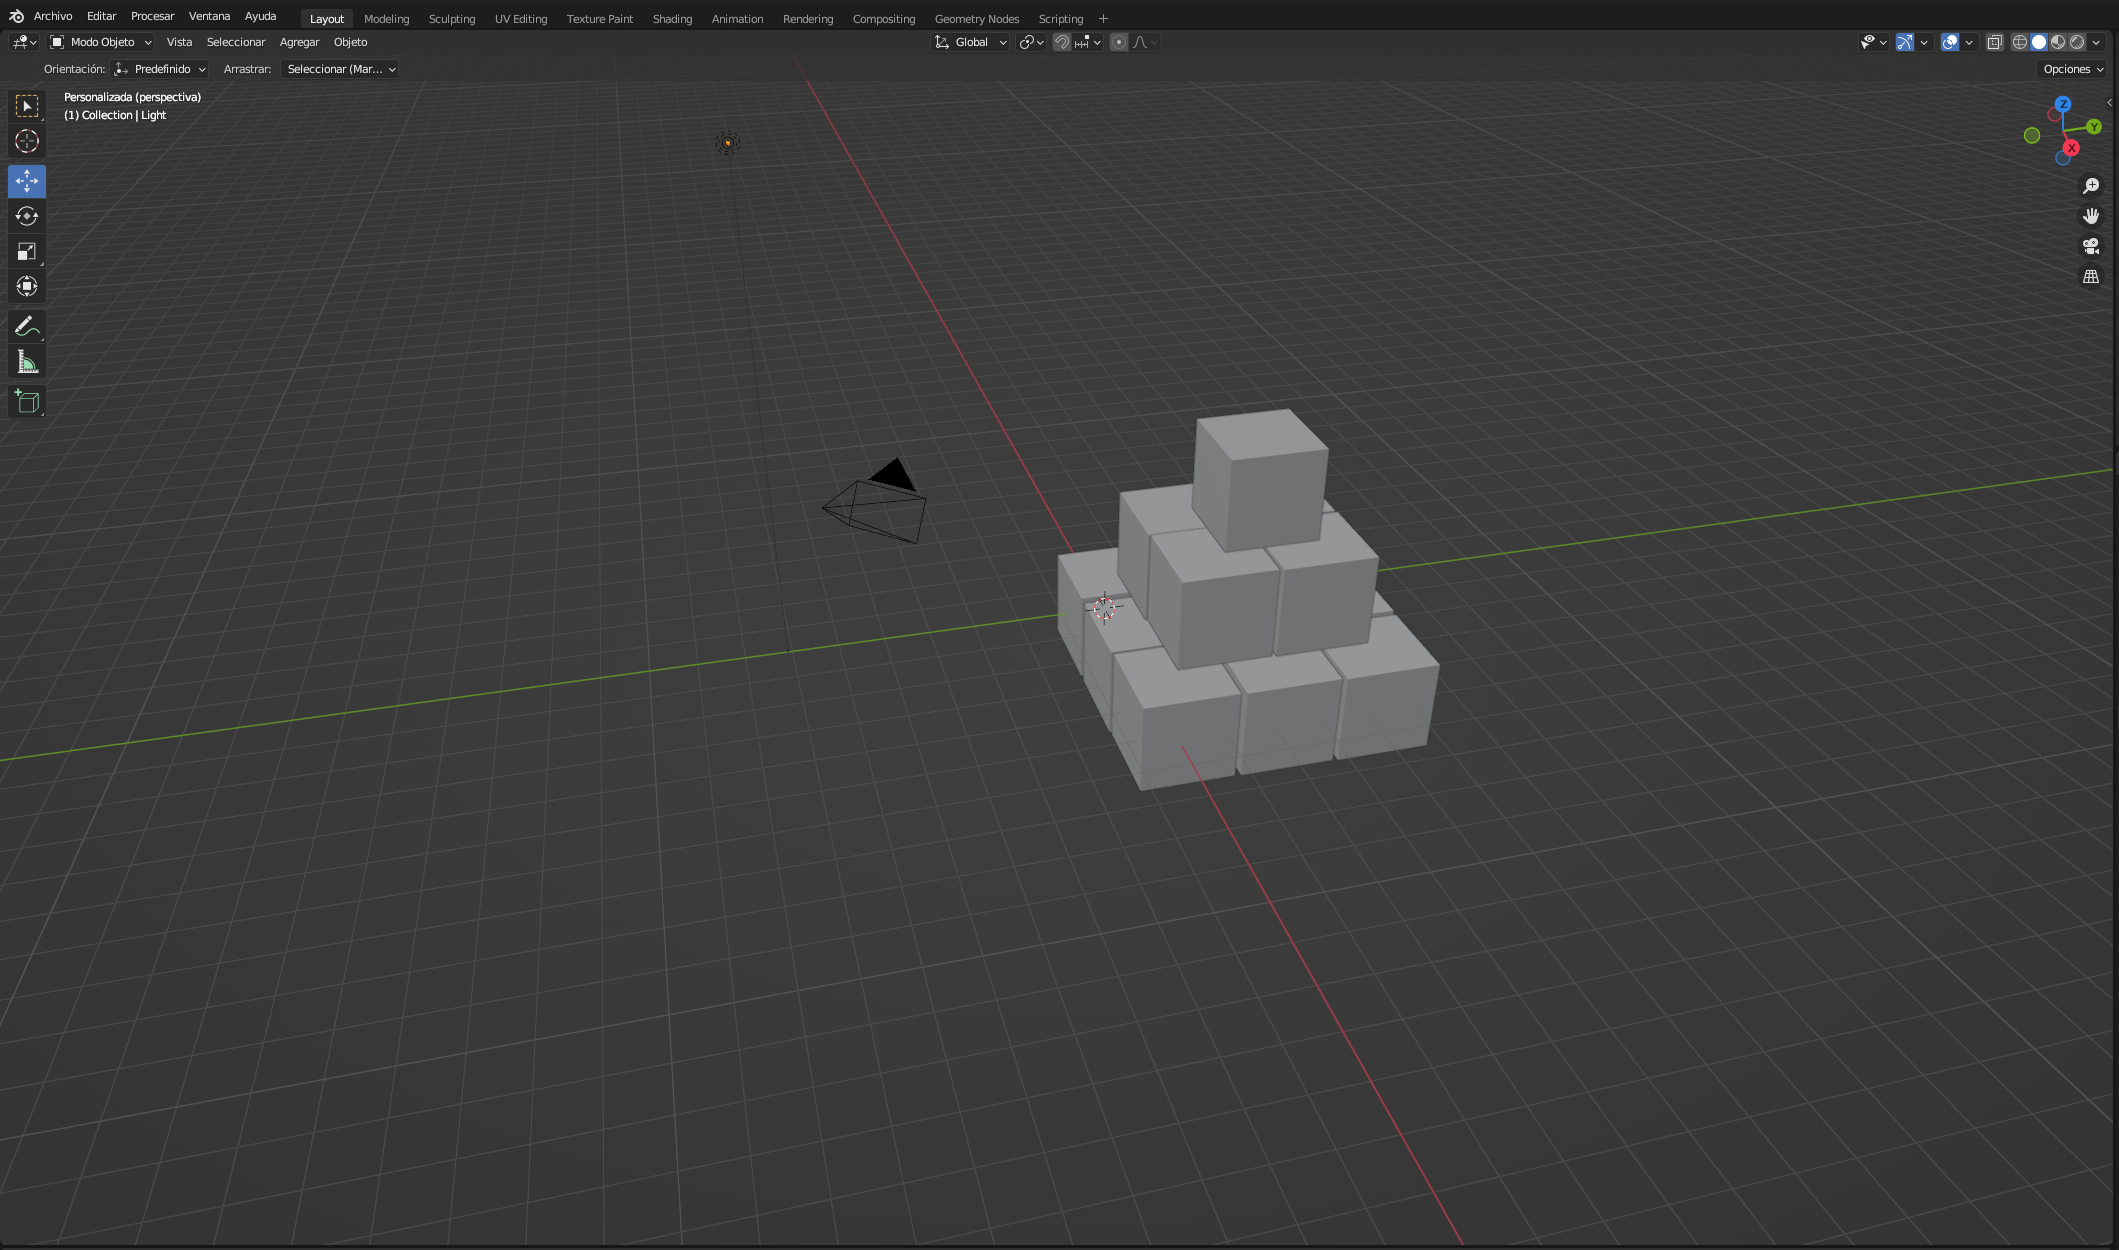 Archivo Editar Procesar Ventana Ayuda Layout Modeling Sculpting UV Editing Texture Paint Shading Animation Rendering Compositing Geometry Nodes Scripting +
Modo Objeto Vista Seleccionar Agregar Objeto Global
Orientación: Predefinido Arrastrar: Seleccionar (Mar... Opciones
Personalizada (perspectiva)
(1) Collection | Light
Z
Y
X